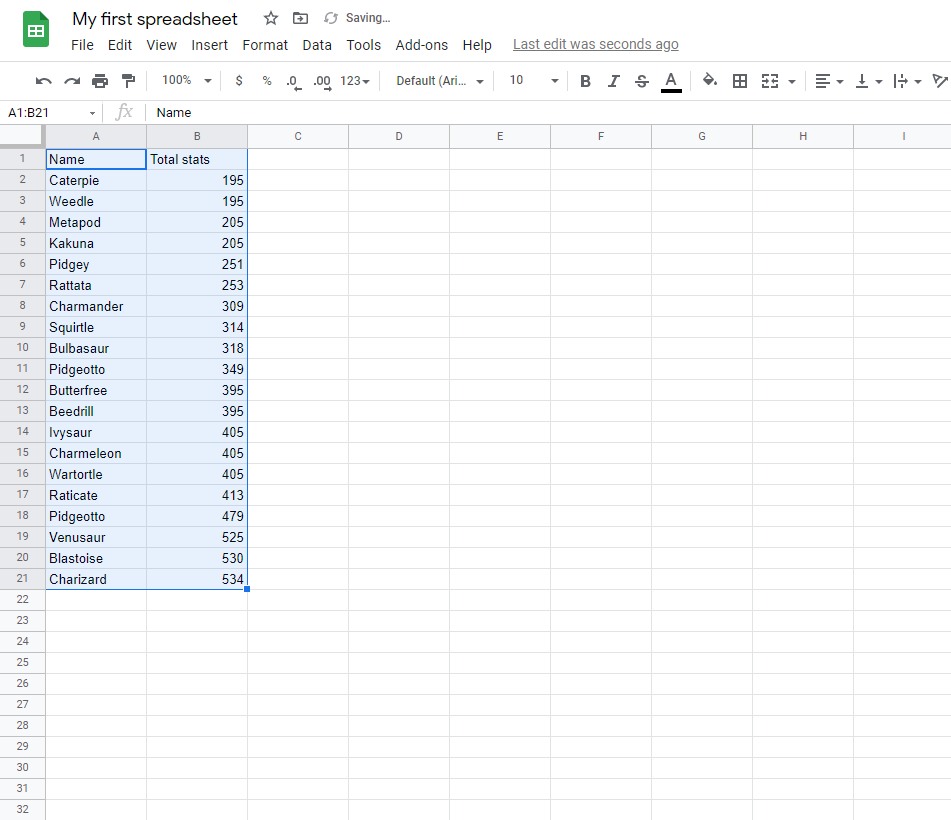 My first spreadsheet Saving...
File Edit View Insert Format Data Tools Add-ons Help Last edit was seconds ago
100% $ % .0 .00 123 Default (Ari... 10 B I S A
A1:B21 fx Name
A B C D E F G H I
1 Name Total stats
2 Caterpie 195
3 Weedle 195
4 Metapod 205
5 Kakuna 205
6 Pidgey 251
7 Rattata 253
8 Charmander 309
9 Squirtle 314
10 Bulbasaur 318
11 Pidgeotto 349
12 Butterfree 395
13 Beedrill 395
14 Ivysaur 405
15 Charmeleon 405
16 Wartortle 405
17 Raticate 413
18 Pidgeotto 479
19 Venusaur 525
20 Blastoise 530
21 Charizard 534
22
23
24
25
26
27
28
29
30
31
32